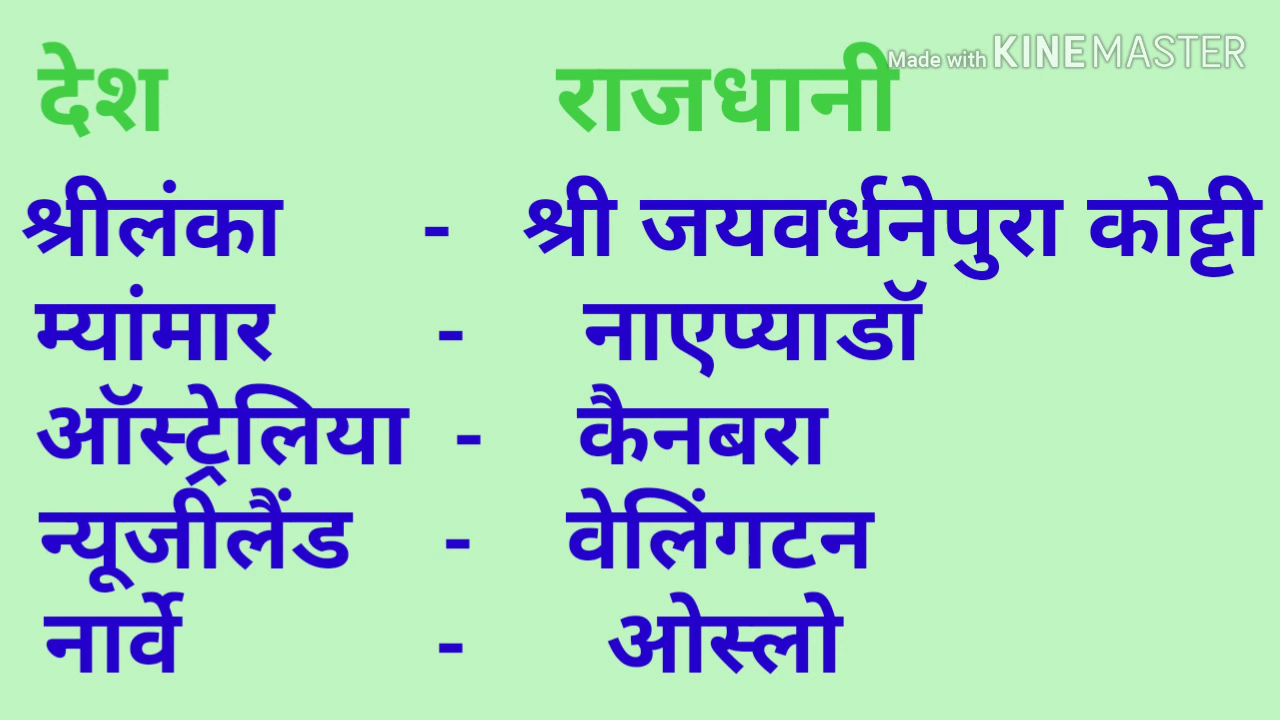 Made with KINEMASTER
देश राजधानी
श्रीलंका - श्री जयवर्धनेपुरा कोट्टी
म्यांमार - नाएप्याडॉ
ऑस्ट्रेलिया - कैनबरा
न्यूजीलैंड - वेलिंगटन
नार्वे - ओस्लो